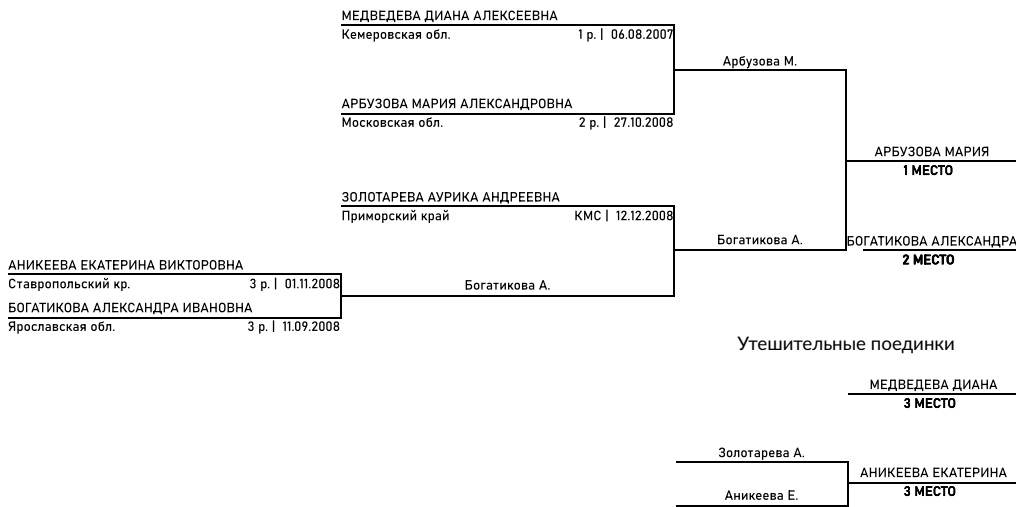 МЕДВЕДЕВА ДИАНА АЛЕКСЕЕВНА
Кемеровская обл. 1 р. | 06.08.2007
Арбузова М.
АРБУЗОВА МАРИЯ АЛЕКСАНДРОВНА
Московская обл. 2 р. | 27.10.2008
АРБУЗОВА МАРИЯ
1 МЕСТО
ЗОЛОТАРЕВА АУРИКА АНДРЕЕВНА
Приморский край КМС | 12.12.2008
Богатикова А.
БОГАТИКОВА АЛЕКСАНДРА
2 МЕСТО
АНИКЕЕВА ЕКАТЕРИНА ВИКТОРОВНА
Ставропольский кр. 3 р. | 01.11.2008
Богатикова А.
БОГАТИКОВА АЛЕКСАНДРА ИВАНОВНА
Ярославская обл. 3 р. | 11.09.2008
Утешительные поединки
МЕДВЕДЕВА ДИАНА
3 МЕСТО
Золотарева А.
АНИКЕЕВА ЕКАТЕРИНА
3 МЕСТО
Аникеева Е.